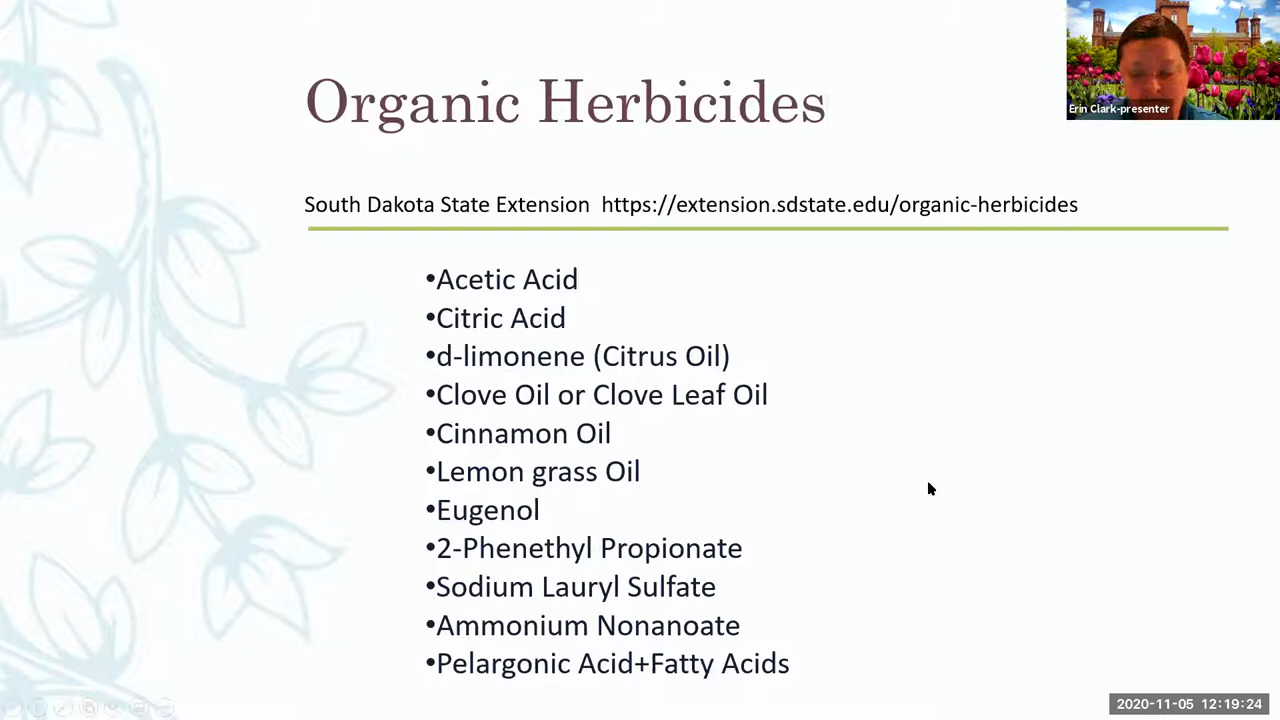 Organic Herbicides
Erin Clark-presenter
South Dakota State Extension  https://extension.sdstate.edu/organic-herbicides
•Acetic Acid
•Citric Acid
•d-limonene (Citrus Oil)
•Clove Oil or Clove Leaf Oil
•Cinnamon Oil
•Lemon grass Oil
•Eugenol
•2-Phenethyl Propionate
•Sodium Lauryl Sulfate
•Ammonium Nonanoate
•Pelargonic Acid+Fatty Acids
2020-11-05 12:19:24